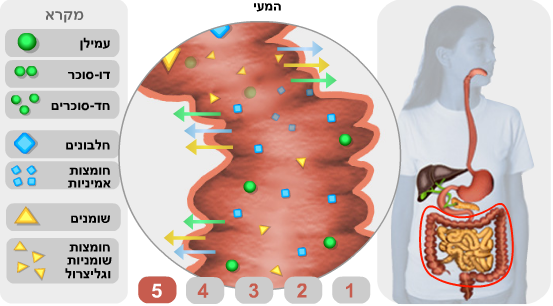 המעי
מקרא
עמילן
דו-סוכר
חד-סוכרים
חלבונים
חומצות
אמיניות
שומנים
חומצות
שומניות
וגליצרול
5 4 3 2 1